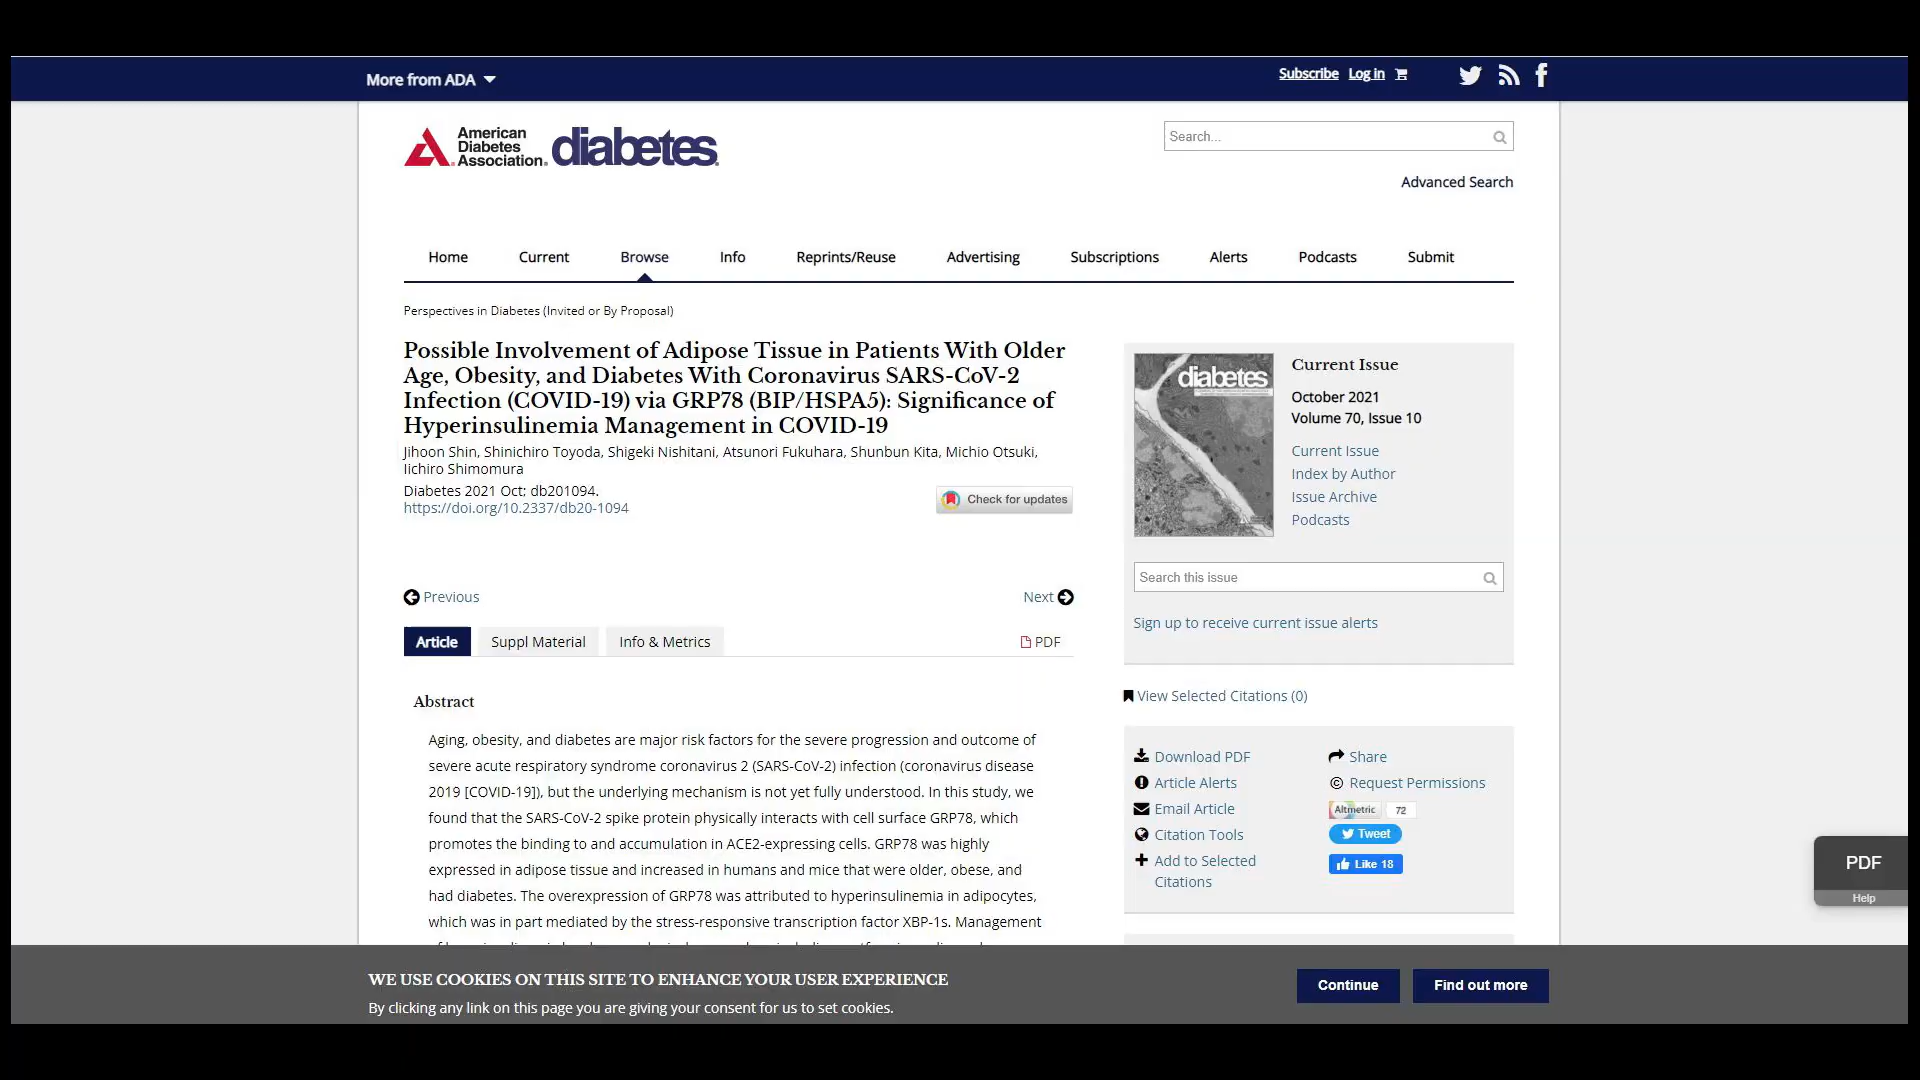 More from ADA
Subscribe Log in
American
Diabetes
Association. diabetes.
Search...
Advanced Search
Home Current Browse Info Reprints/Reuse Advertising Subscriptions Alerts Podcasts Submit
Perspectives in Diabetes (Invited or By Proposal)
Possible Involvement of Adipose Tissue in Patients With Older
Age, Obesity, and Diabetes With Coronavirus SARS-CoV-2
Infection (COVID-19) via GRP78 (BIP/HSPA5): Significance of
Hyperinsulinemia Management in COVID-19
Jihoon Shin, Shinichiro Toyoda, Shigeki Nishitani, Atsunori Fukuhara, Shunbun Kita, Michio Otsuki,
Iichiro Shimomura
Diabetes 2021 Oct; db201094.
https://doi.org/10.2337/db20-1094
Check for updates
Previous
Next
Article Suppl Material Info & Metrics
PDF
Abstract
Aging, obesity, and diabetes are major risk factors for the severe progression and outcome of
severe acute respiratory syndrome coronavirus 2 (SARS-CoV-2) infection (coronavirus disease
2019 [COVID-19]), but the underlying mechanism is not yet fully understood. In this study, we
found that the SARS-CoV-2 spike protein physically interacts with cell surface GRP78, which
promotes the binding to and accumulation in ACE2-expressing cells. GRP78 was highly
expressed in adipose tissue and increased in humans and mice that were older, obese, and
had diabetes. The overexpression of GRP78 was attributed to hyperinsulinemia in adipocytes,
which was in part mediated by the stress-responsive transcription factor XBP-1s. Management
diabetes
Current Issue
October 2021
Volume 70, Issue 10
Current Issue
Index by Author
Issue Archive
Podcasts
Search this issue
Sign up to receive current issue alerts
View Selected Citations (0)
Download PDF
Article Alerts
Email Article
Citation Tools
Add to Selected
Citations
Share
© Request Permissions
Altmetric 72
Tweet
Like 18
PDF
Help
WE USE COOKIES ON THIS SITE TO ENHANCE YOUR USER EXPERIENCE
By clicking any link on this page you are giving your consent for us to set cookies.
Continue
Find out more